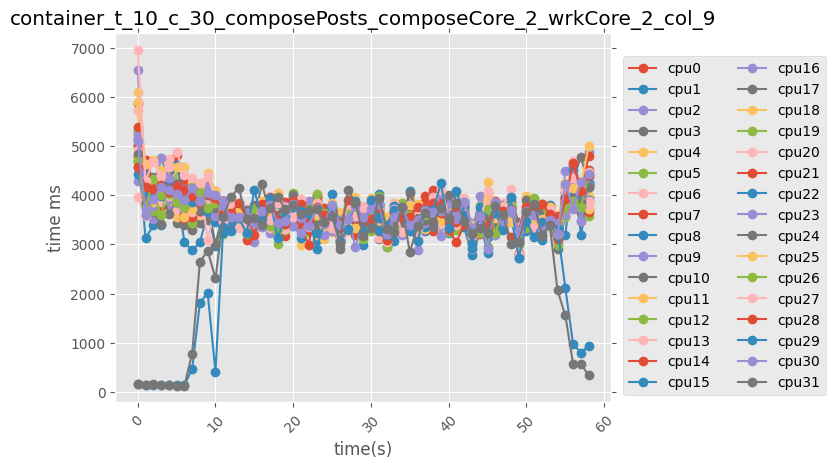 container_t_10_c_30_composePosts_composeCore_2_wrkCore_2_col_9
time ms
7000
6000
5000
4000
3000
2000
1000
0
0
10
20
30
40
50
60
time(s)
cpu0
cpu1
cpu2
cpu3
cpu4
cpu5
cpu6
cpu7
cpu8
cpu9
cpu10
cpu11
cpu12
cpu13
cpu14
cpu15
cpu16
cpu17
cpu18
cpu19
cpu20
cpu21
cpu22
cpu23
cpu24
cpu25
cpu26
cpu27
cpu28
cpu29
cpu30
cpu31